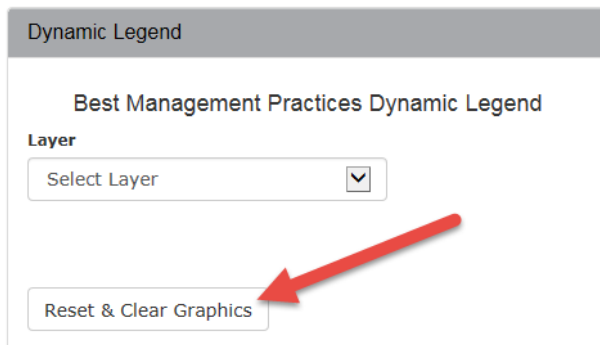 Dynamic Legend
Best Management Practices Dynamic Legend
Layer
Select Layer
Reset & Clear Graphics